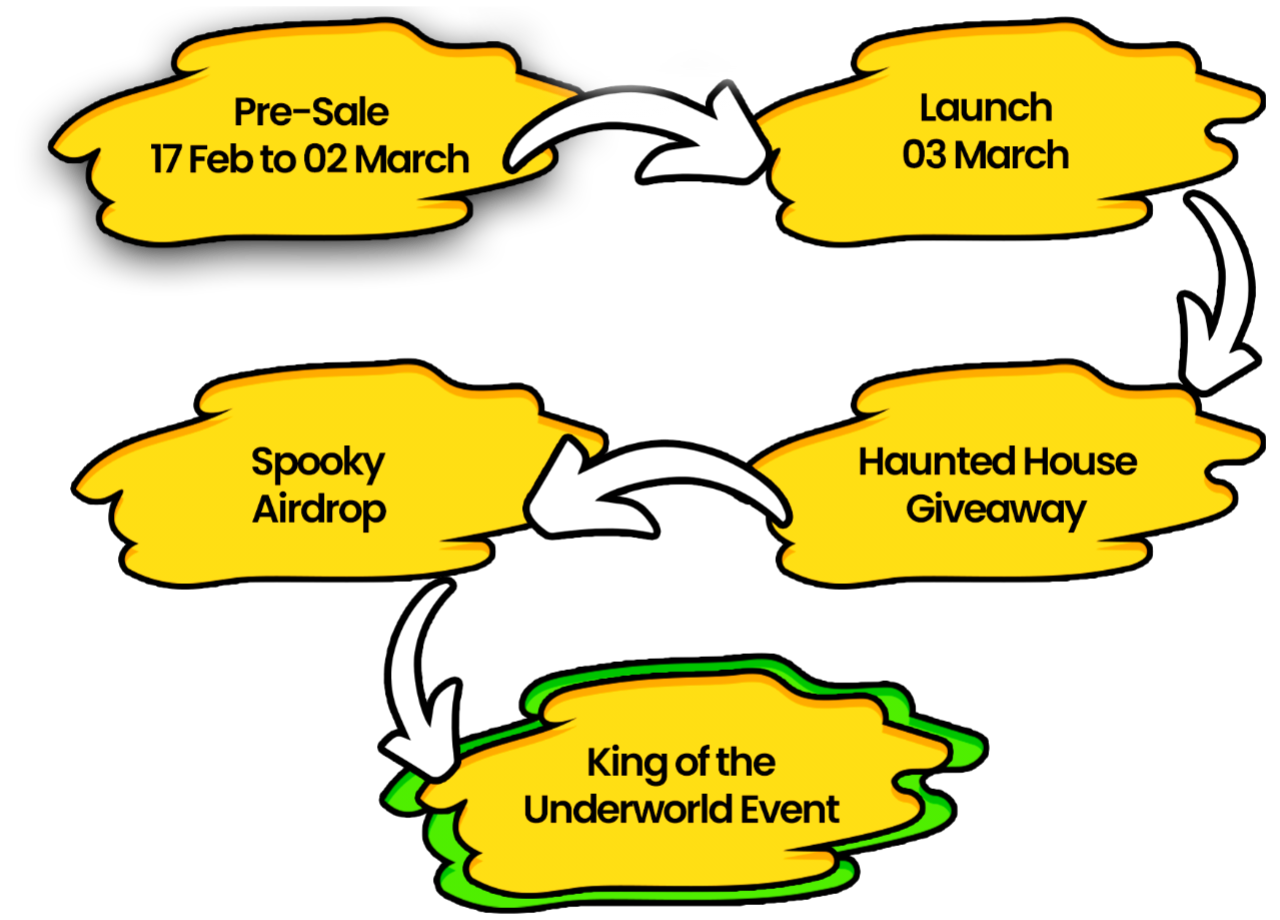 Pre-Sale
17 Feb to 02 March
Launch
03 March
Haunted House
Giveaway
Spooky
Airdrop
King of the
Underworld Event